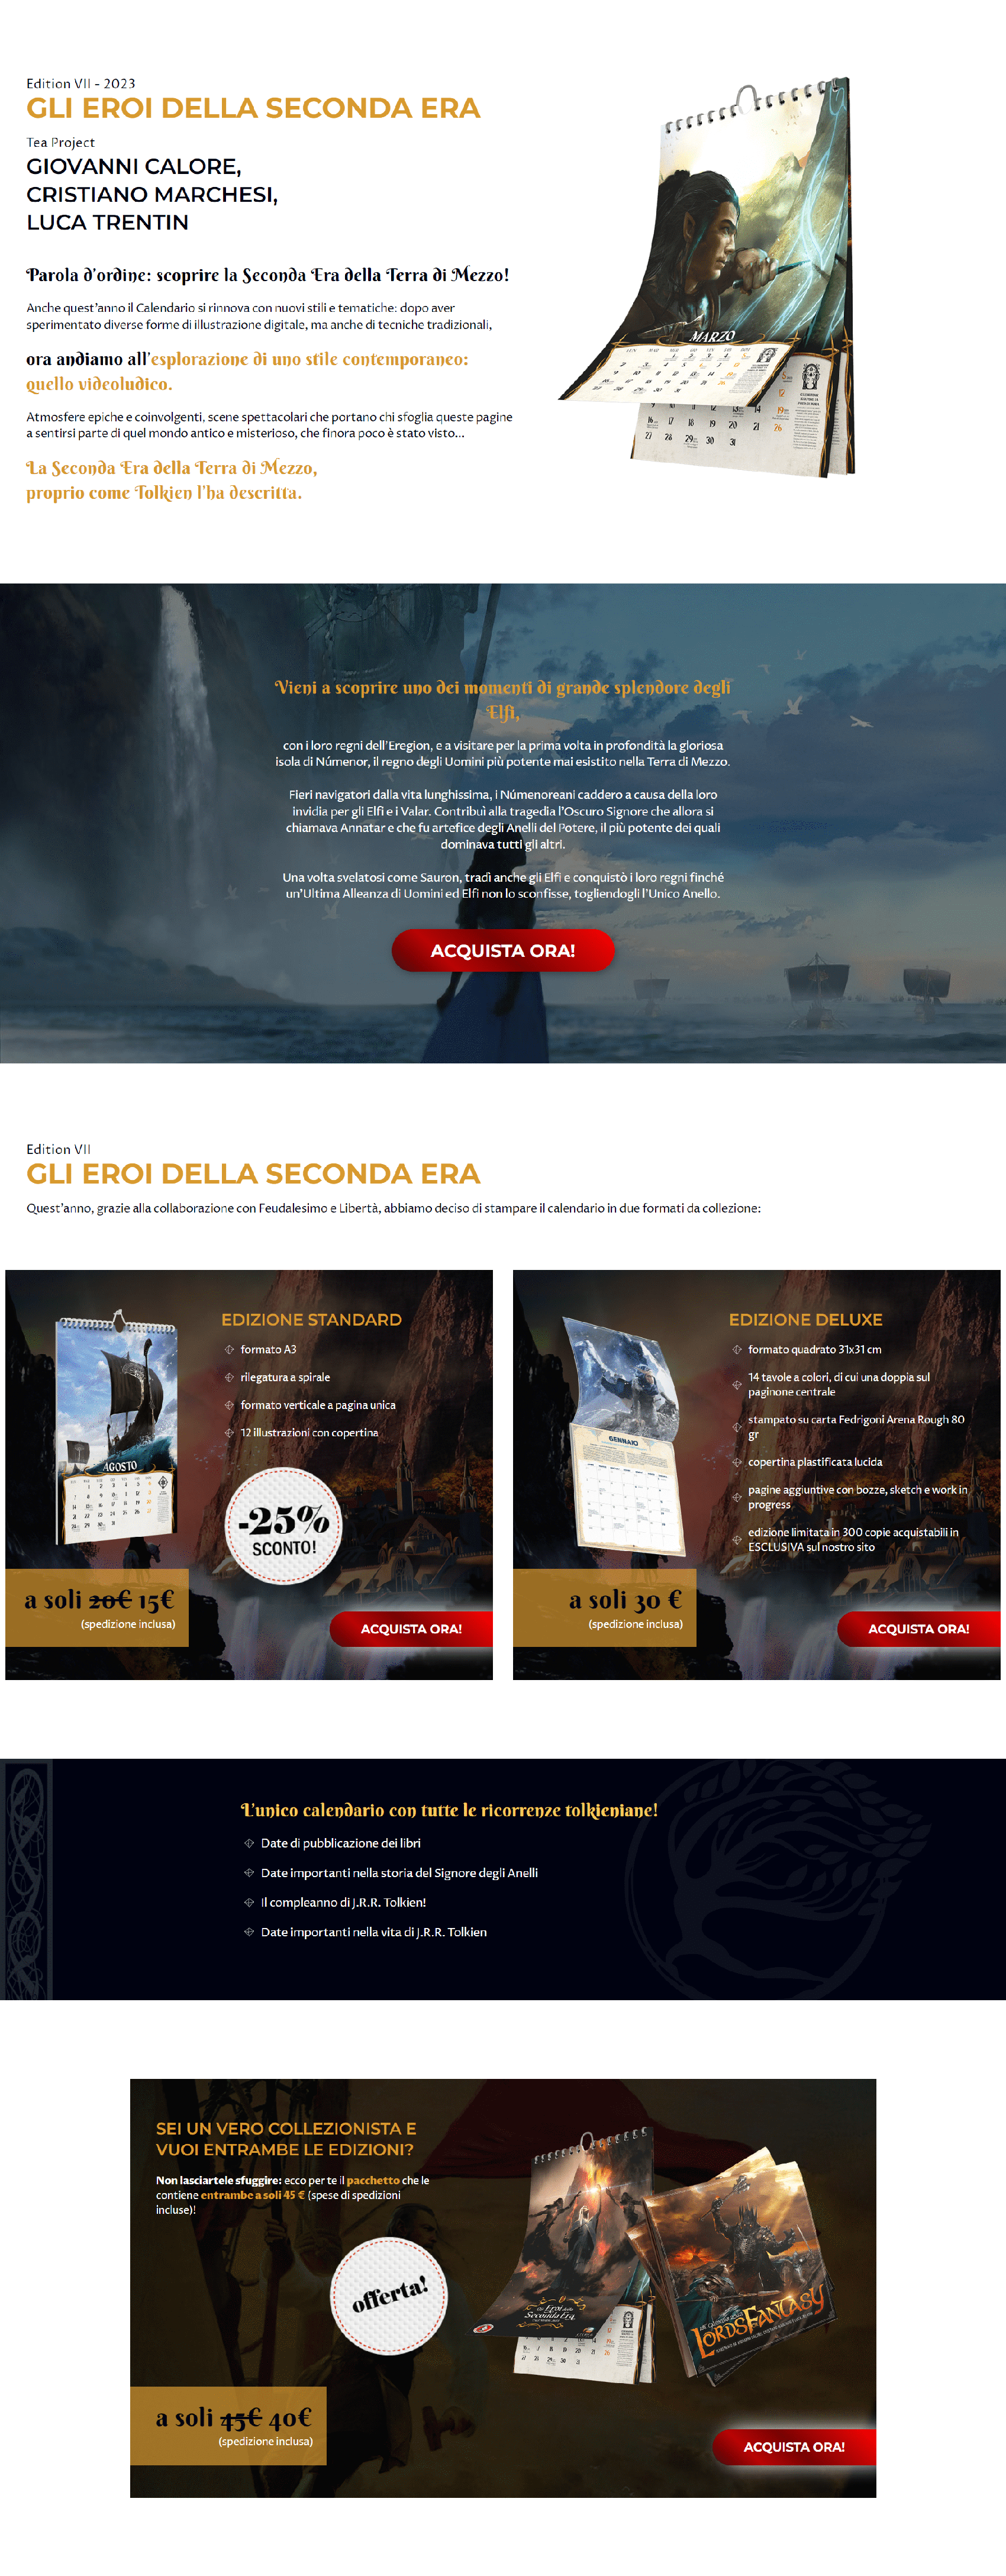 Edition VII - 2023
GLI EROI DELLA SECONDA ERA
Tea Project
GIOVANNI CALORE,
CRISTIANO MARCHESI,
LUCA TRENTIN
Parola d'ordine: scoprire la Seconda Era della Terra di Mezzo!
Anche quest'anno il Calendario si rinnova con nuovi stili e tematiche: dopo aver
sperimentato diverse forme di illustrazione digitale, ma anche di tecniche tradizionali,
ora andiamo all'esplorazione di uno stile contemporaneo:
quello videoludico.
Atmosfere epiche e coinvolgenti, scene spettacolari che portano chi sfoglia queste pagine
a sentirsi parte di quel mondo antico e misterioso, che finora poco è stato visto...
La Seconda Era della Terra di Mezzo,
proprio come Tolkien l'ha descritta.
MARZO
Vieni a scoprire uno dei momenti di grande splendore degli
Elfi,
con i loro regni dell'Eregion, e a visitare per la prima volta in profondità la gloriosa
isola di Númenor, il regno degli Uomini più potente mai esistito nella Terra di Mezzo.
Fieri navigatori dalla vita lunghissima, i Númenoreani caddero a causa della loro
invidia per gli Elfi e i Valar. Contribuì alla tragedia l'Oscuro Signore che allora si
chiamava Annatar e che fu artefice degli Anelli del Potere, il più potente dei quali
dominava tutti gli altri.
Una volta svelatosi come Sauron, tradì anche gli Elfi e conquistò i loro regni finché
un'Ultima Alleanza di Uomini ed Elfi non lo sconfisse, togliendogli l'Unico Anello.
ACQUISTA ORA!
Edition VII
GLI EROI DELLA SECONDA ERA
Quest'anno, grazie alla collaborazione con Feudalesimo e Libertà, abbiamo deciso di stampare il calendario in due formati da collezione:
EDIZIONE STANDARD
formato A3
rilegatura a spirale
formato verticale a pagina unica
12 illustrazioni con copertina
AGOSTO
-25%
SCONTO!
a soli 20€ 15€
(spedizione inclusa)
ACQUISTA ORA!
EDIZIONE DELUXE
formato quadrato 31x31 cm
14 tavole a colori, di cui una doppia sul
paginone centrale
stampato su carta Fedrigoni Arena Rough 80
gr
copertina plastificata lucida
pagine aggiuntive con bozze, sketch e work in
progress
edizione limitata in 300 copie acquistabili in
ESCLUSIVA sul nostro sito
GENNAIO
a soli 30 €
(spedizione inclusa)
ACQUISTA ORA!
L'unico calendario con tutte le ricorrenze tolkieniane!
Date di pubblicazione dei libri
Date importanti nella storia del Signore degli Anelli
Il compleanno di J.R.R. Tolkien!
Date importanti nella vita di J.R.R. Tolkien
SEI UN VERO COLLEZIONISTA E
VUOI ENTRAMBE LE EDIZIONI?
Non lasciartele sfuggire: ecco per te il pacchetto che le
contiene entrambe a soli 45 € (spese di spedizioni
incluse)!
offerta!
Gli Eroi della
Seconda Era
LORDS FANTASY
a soli 45€ 40€
(spedizione inclusa)
ACQUISTA ORA!